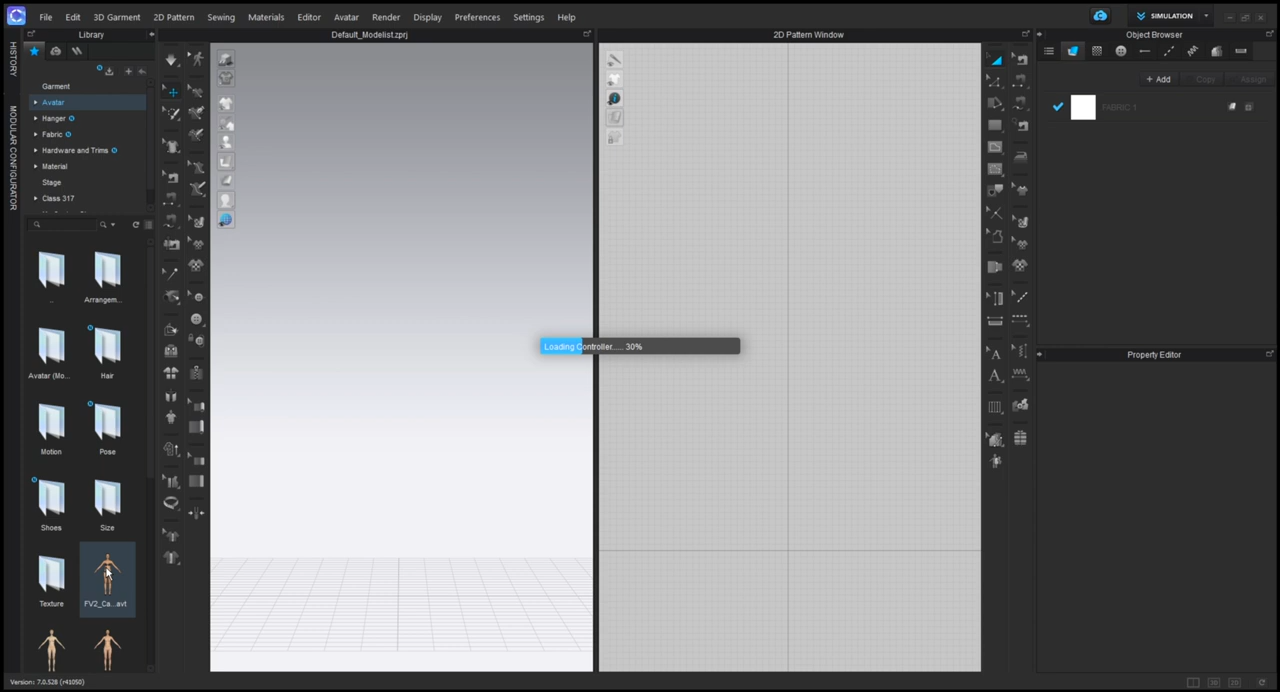 File Edit 3D Garment 2D Pattern Sewing Materials Editor Avatar Render Display Preferences Settings Help
SIMULATION
Library
Default_Modelist.zprj
2D Pattern Window
Object Browser
HISTORY
MODULAR CONFIGURATOR
Garment
Avatar
Hanger
Fabric
Hardware and Trims
Material
Stage
Class 317
+ Add Copy Assign
FABRIC 1
..
Arrangem...
Avatar (Mo...
Hair
Motion
Pose
Shoes
Size
Texture
FV2_Ca...avt
Loading Controller..... 30%
Property Editor
Version: 7.0.528 (r41050)
3D
2D